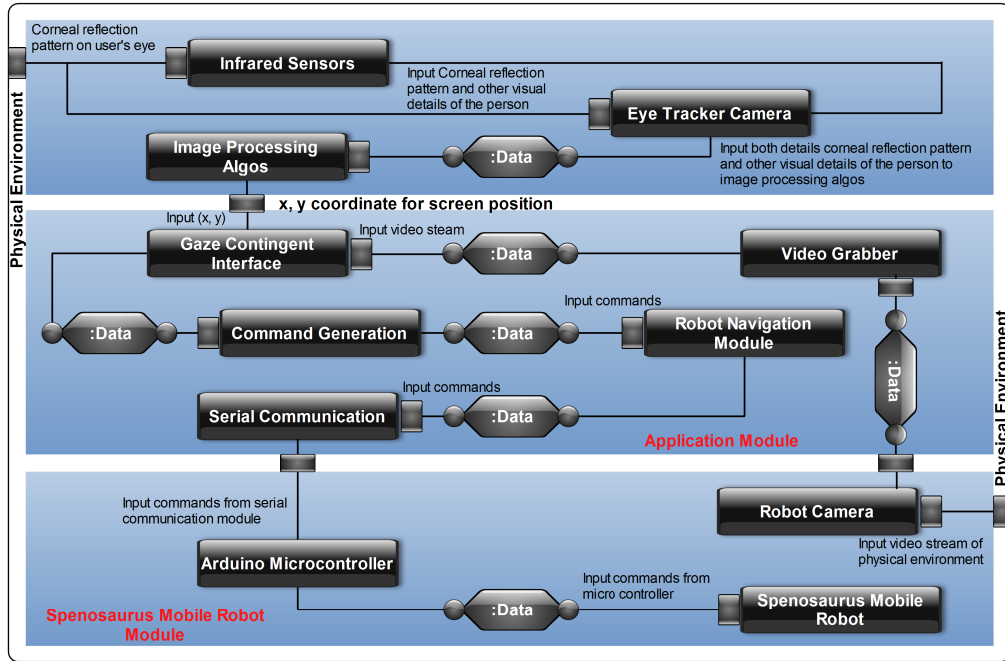 Corneal reflection
pattern on user's eye
Infrared Sensors
Input Corneal reflection
pattern and other visual
details of the person
Eye Tracker Camera
Image Processing
Algos
:Data
Input both details corneal reflection pattern
and other visual details of the person to
image processing algos
Physical Environment
x, y coordinate for screen position
Input (x, y)
Gaze Contingent
Interface
Input video steam
:Data
Video Grabber
Input commands
:Data
Command Generation
:Data
Robot Navigation
Module
:Data
Input commands
Serial Communication
:Data
Application Module
Physical Environment
Input commands from serial
communication module
Robot Camera
Input video stream of
physical environment
Arduino Microcontroller
Input commands from
micro controller
:Data
Spenosaurus Mobile
Robot
Spenosaurus Mobile Robot
Module